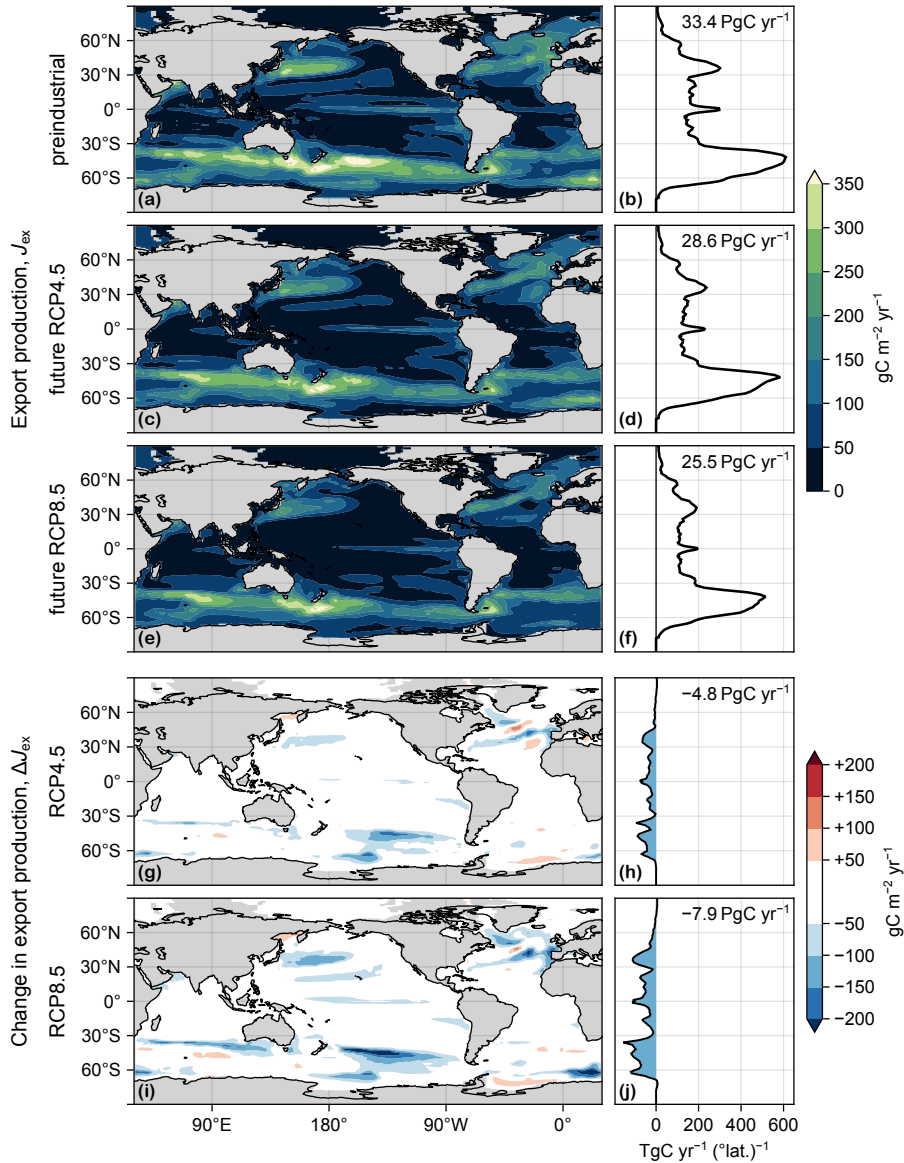 Export production, Jex
preindustrial
60°N
30°N
0°
30°S
60°S
(a)
33.4 PgC yr⁻¹
(b)
future RCP4.5
60°N
30°N
0°
30°S
60°S
(c)
28.6 PgC yr⁻¹
(d)
future RCP8.5
60°N
30°N
0°
30°S
60°S
(e)
25.5 PgC yr⁻¹
(f)
350
300
250
200
150
100
50
0
gC m⁻² yr⁻¹
Change in export production, ΔJex
RCP4.5
60°N
30°N
0°
30°S
60°S
(g)
−4.8 PgC yr⁻¹
(h)
RCP8.5
60°N
30°N
0°
30°S
60°S
(i)
−7.9 PgC yr⁻¹
(j)
+200
+150
+100
+50
−50
−100
−150
−200
gC m⁻² yr⁻¹
90°E
180°
90°W
0°
0
200
400
600
TgC yr⁻¹ (°lat.)⁻¹